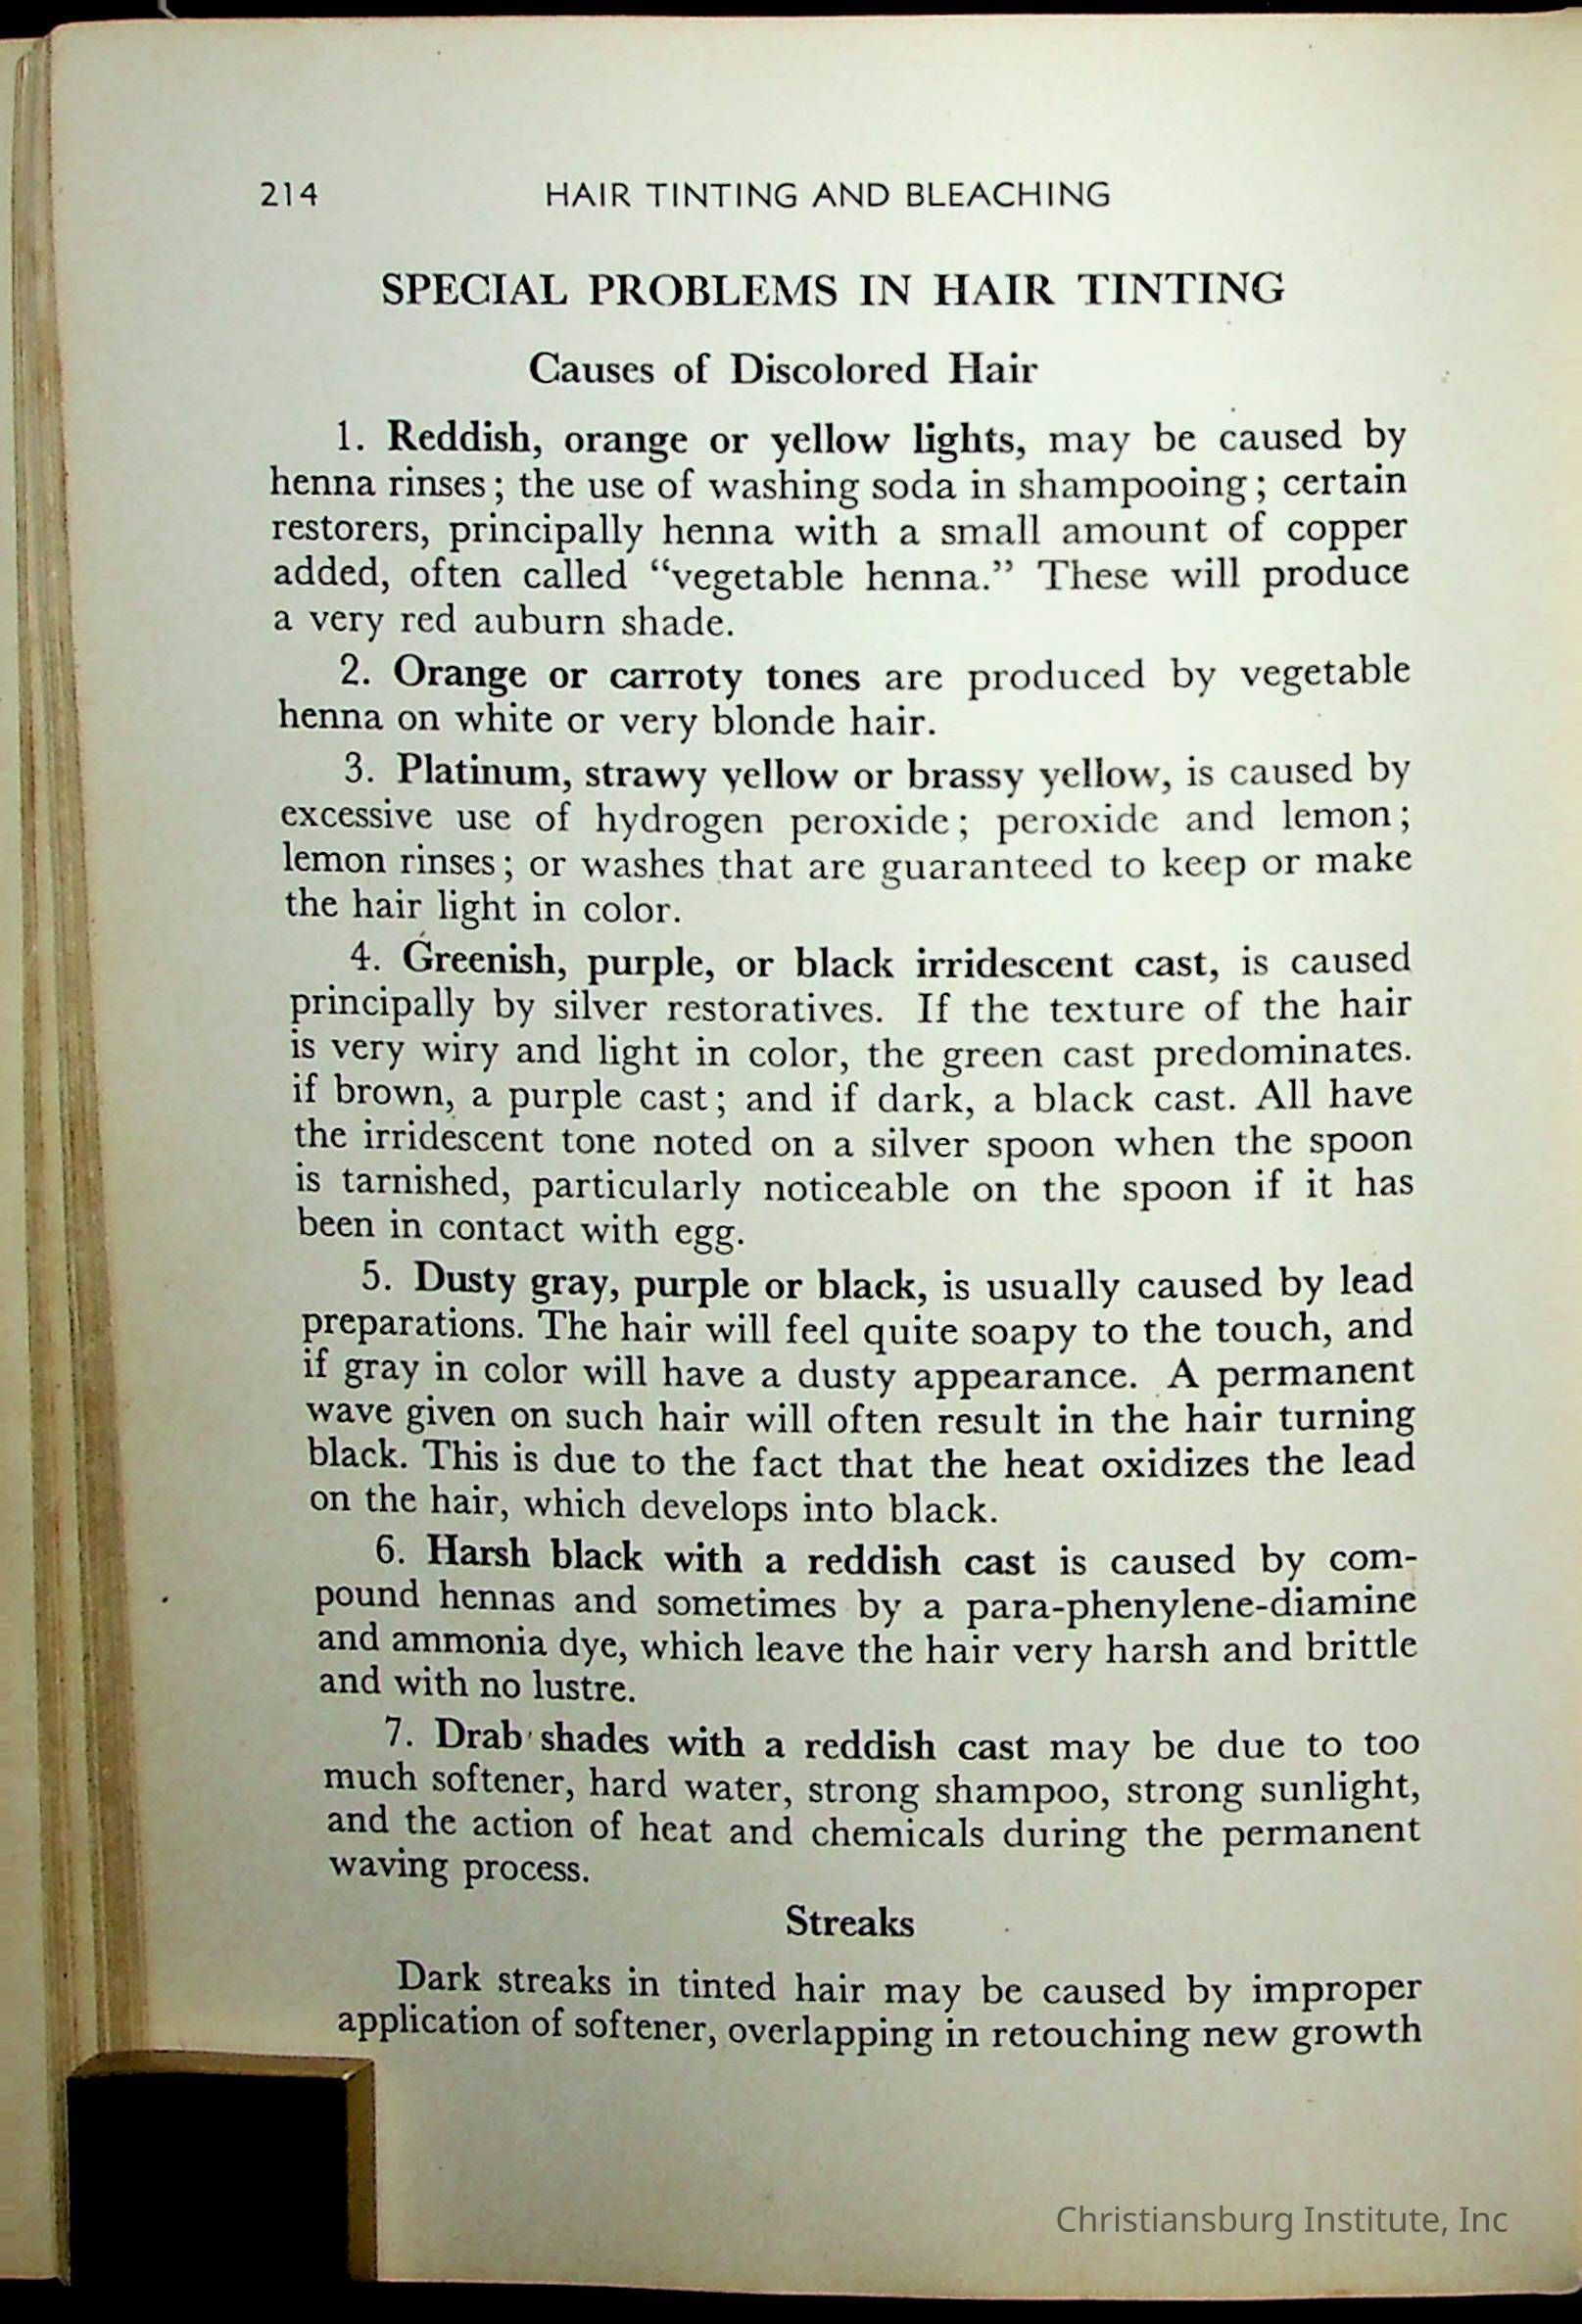 214 HAIR TINTING AND BLEACHING
SPECIAL PROBLEMS IN HAIR TINTING
Causes of Discolored Hair
1. Reddish, orange or yellow lights, may be caused by
henna rinses; the use of washing soda in shampooing; certain
restorers, principally henna with a small amount of copper
added, often called “vegetable henna.” These will produce
a very red auburn shade.
2. Orange or carroty tones are produced by vegetable
henna on white or very blonde hair.
3. Platinum, strawy yellow or brassy yellow, is caused by
excessive use of hydrogen peroxide; peroxide and lemon;
lemon rinses; or washes that are guaranteed to keep or make
the hair light in color.
4. Greenish, purple, or black irridescent cast, is caused
principally by silver restoratives. If the texture of the hair
is very wiry and light in color, the green cast predominates.
if brown, a purple cast; and if dark, a black cast. All have
the irridescent tone noted on a silver spoon when the spoon
is tarnished, particularly noticeable on the spoon if it has
been in contact with egg.
5. Dusty gray, purple or black, is usually caused by lead
preparations. The hair will feel quite soapy to the touch, and
if gray in color will have a dusty appearance. A permanent
wave given on such hair will often result in the hair turning
black. This is due to the fact that the heat oxidizes the lead
on the hair, which develops into black.
6. Harsh black with a reddish cast is caused by com-
pound hennas and sometimes by a para-phenylene-diamine
and ammonia dye, which leave the hair very harsh and brittle
and with no lustre.
7. Drab shades with a reddish cast may be due to too
much softener, hard water, strong shampoo, strong sunlight,
and the action of heat and chemicals during the permanent
waving process.
Streaks
Dark streaks in tinted hair may be caused by improper
application of softener, overlapping in retouching new growth
Christiansburg Institute, Inc